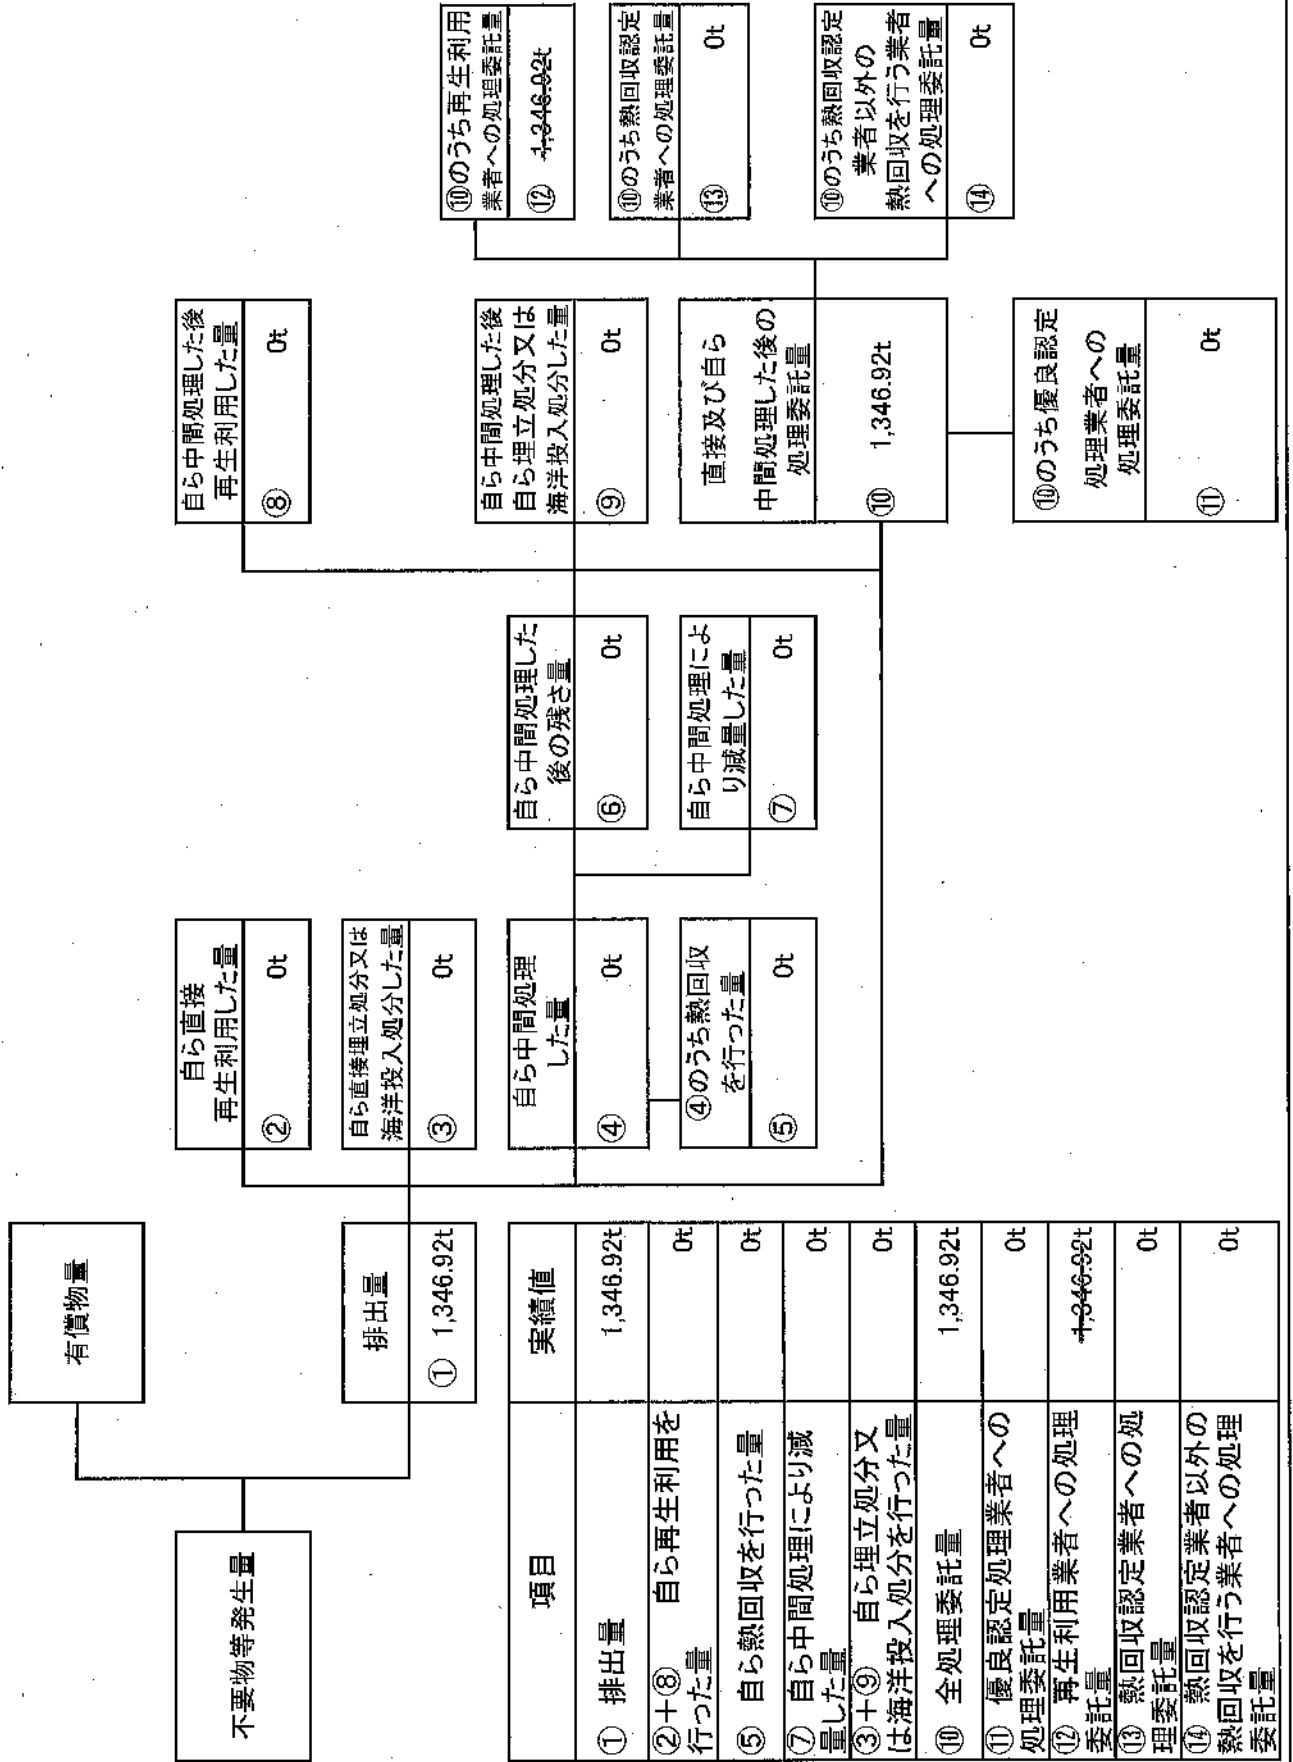 有償物量
不要物等発生量
排出量
① 1,346.92t
自ら直接
再生利用した量
② 0t
自ら直接埋立処分又は
海洋投入処分した量
③ 0t
自ら中間処理
した量
④ 0t
④のうち熱回収
を行った量
⑤ 0t
自ら中間処理した
後の残さ量
⑥ 0t
自ら中間処理によ
り減量した量
⑦ 0t
自ら中間処理した後
再生利用した量
⑧ 0t
自ら中間処理した後
自ら埋立処分又は
海洋投入処分した量
⑨ 0t
直接及び自ら
中間処理した後の
処理委託量
⑩ 1,346.92t
⑩のうち優良認定
処理業者への
処理委託量
⑪ 0t
⑩のうち再生利用
業者への処理委託量
⑫ 1,346.92t
⑩のうち熱回収認定
業者への処理委託量
⑬ 0t
⑩のうち熱回収認定
業者以外の
熱回収を行う業者
への処理委託量
⑭ 0t
項目 実績値
① 排出量 1,346.92t
②+⑧ 自ら再生利用を
行った量 0t
⑤ 自ら熱回収を行った量 0t
⑦ 自ら中間処理により減
量した量 0t
③+⑨ 自ら埋立処分又
は海洋投入処分を行った量 0t
⑩ 全処理委託量 1,346.92t
⑪ 優良認定処理業者への
処理委託量 0t
⑫ 再生利用業者への処理
委託量 1,346.92t
⑬ 熱回収認定業者への処
理委託量 0t
⑭ 熱回収認定業者以外の
熱回収を行う業者への処理
委託量 0t